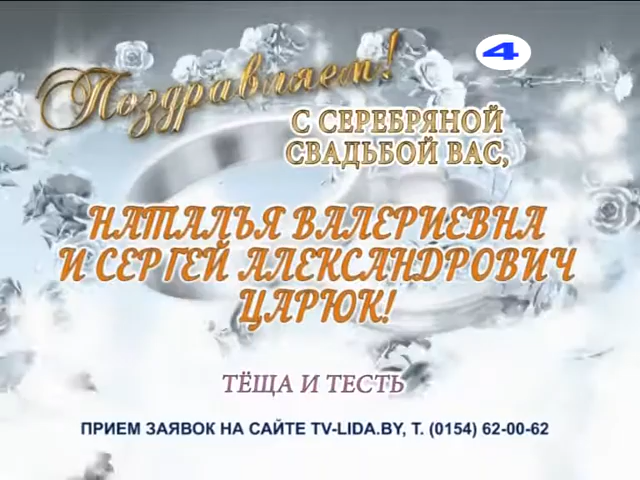 4
Поздравляем!
С СЕРЕБРЯНОЙ
СВАДЬБОЙ ВАС,
НАТАЛЬЯ ВАЛЕРИЕВНА
И СЕРГЕЙ АЛЕКСАНДРОВИЧ
ЦАРЮК!
ТЁЩА И ТЕСТЬ
ПРИЕМ ЗАЯВОК НА САЙТЕ TV-LIDA.BY, Т. (0154) 62-00-62